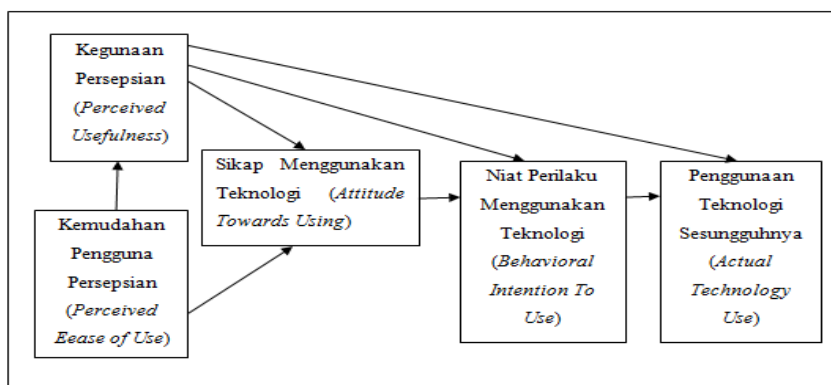 Kegunaan
Persepsian
(Perceived
Usefulness)
Kemudahan
Pengguna
Persepsian
(Perceived
Eease of Use)
Sikap Menggunakan
Teknologi (Attitude
Towards Using)
Niat Perilaku
Menggunakan
Teknologi
(Behavioral
Intention To
Use)
Penggunaan
Teknologi
Sesungguhnya
(Actual
Technology
Use)